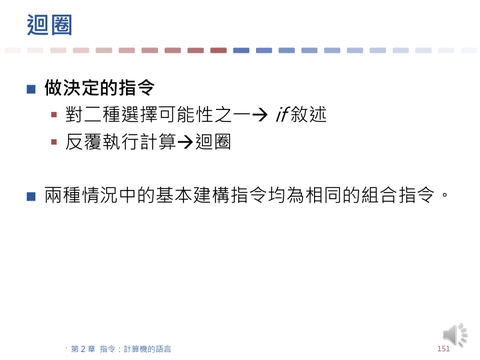 迴圈
做決定的指令
對二種選擇可能性之一→ if 敘述
反覆執行計算→迴圈
兩種情況中的基本建構指令均為相同的組合指令。
第 2 章 指令：計算機的語言
151